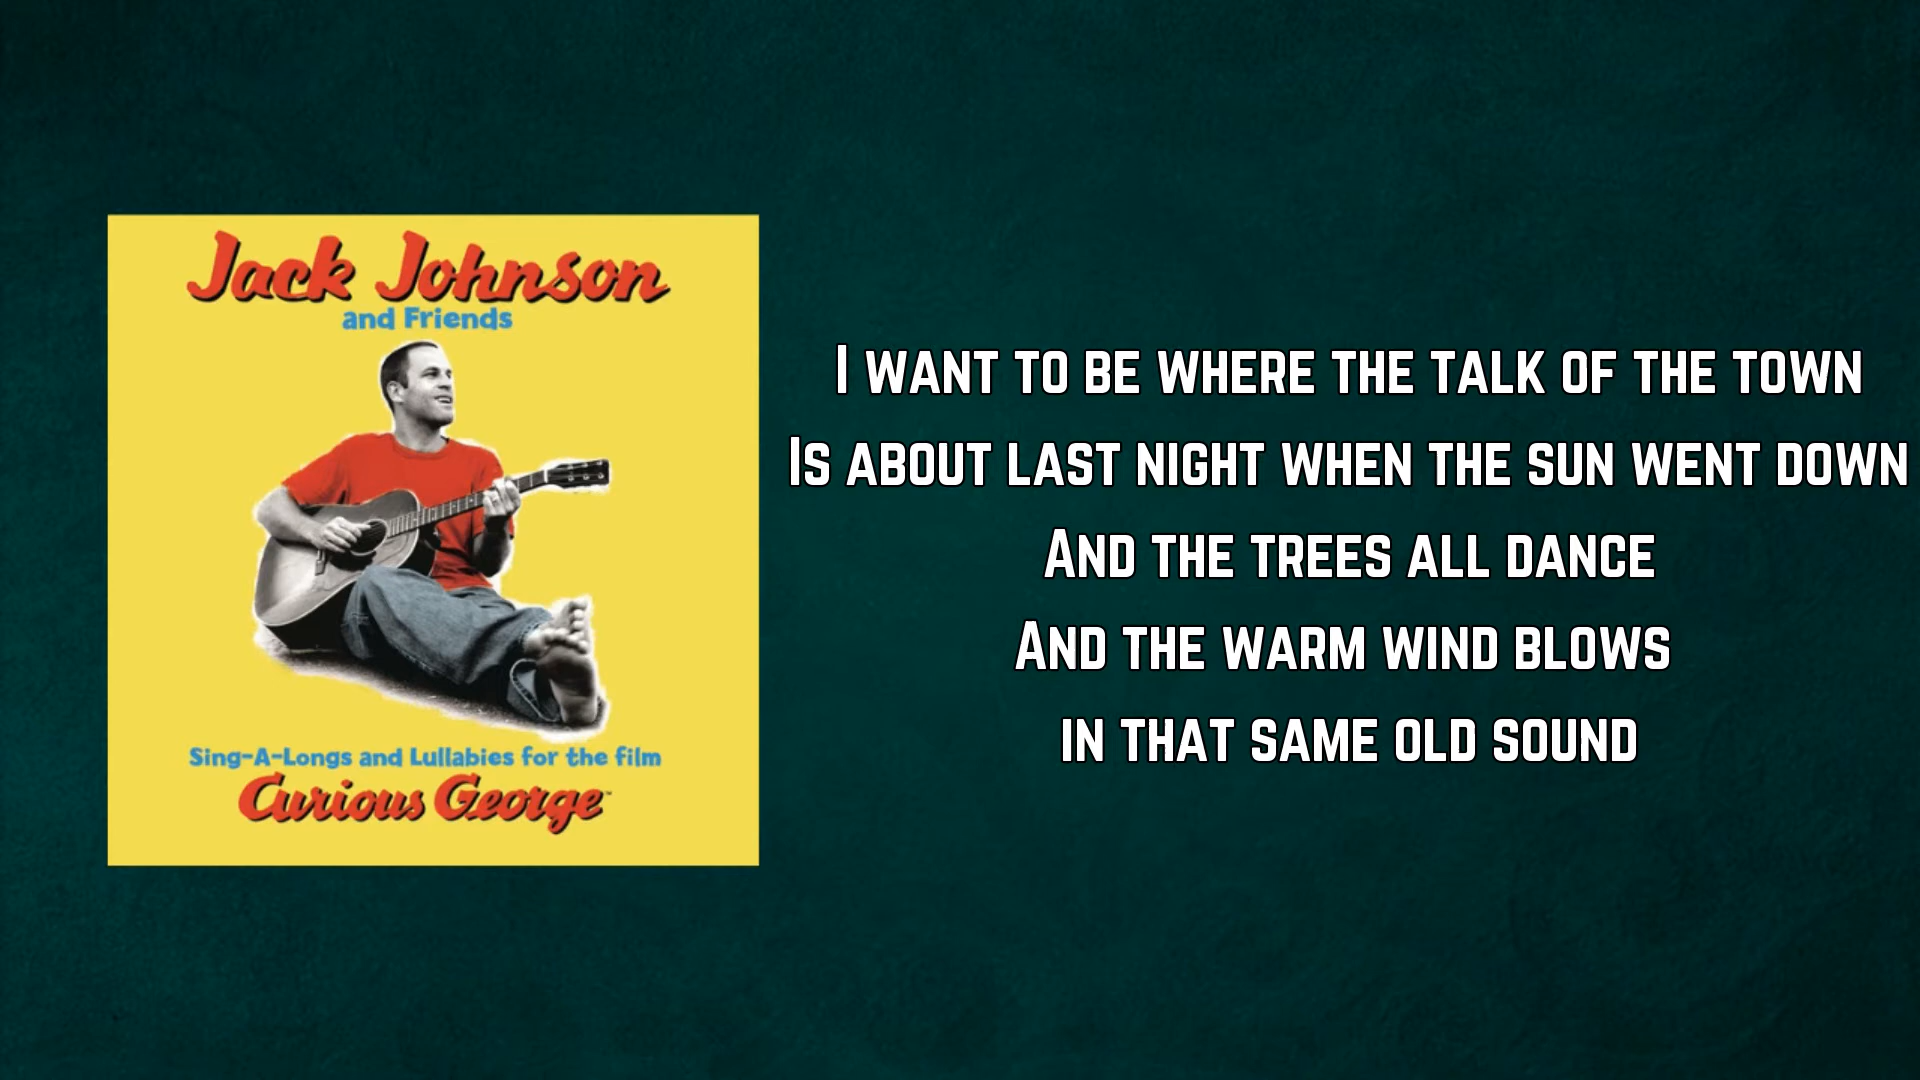 Jack Johnson
and Friends
Sing-A-Longs and Lullabies for the film
Curious George™
I WANT TO BE WHERE THE TALK OF THE TOWN
IS ABOUT LAST NIGHT WHEN THE SUN WENT DOWN
AND THE TREES ALL DANCE
AND THE WARM WIND BLOWS
IN THAT SAME OLD SOUND